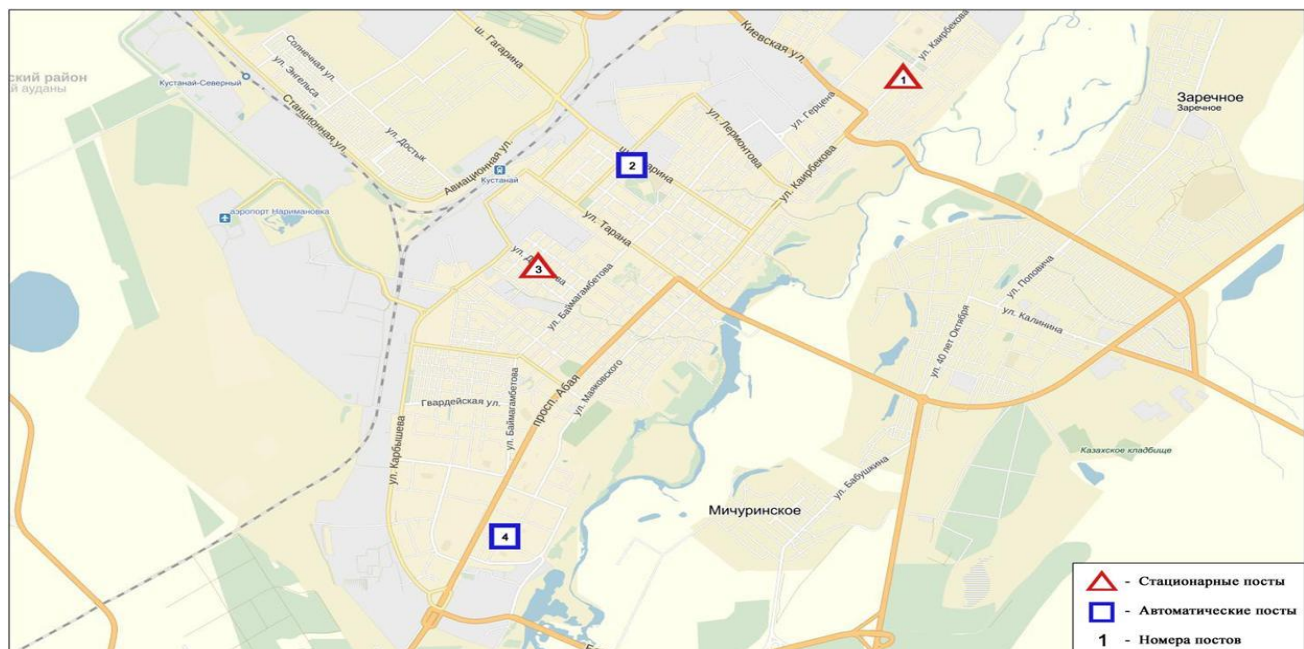 ский район
й ауданы
Солнечная ул.
ул. Энгельса
Кустанай-Северный
Станционная ул.
ул. Достык
ш. Гагарина
Авиационная ул.
Кустанай
аэропорт Наримановка
Киевская ул.
ул. Каирбекова
1
ул. Герцена
ул. Лермонтова
2
ул. Каирбекова
ул. Тарана
3
ул. Баймагамбетова
Заречное
Заречное
ул. Поповича
ул. Калинина
ул. 40 лет Октября
просп. Абая
ул. Маяковского
Гвардейская ул.
ул. Баймагамбетова
ул. Карбышева
4
Мичуринское
ул. Бабушкина
Казахское кладбище
- Стационарные посты
- Автоматические посты
1 - Номера постов